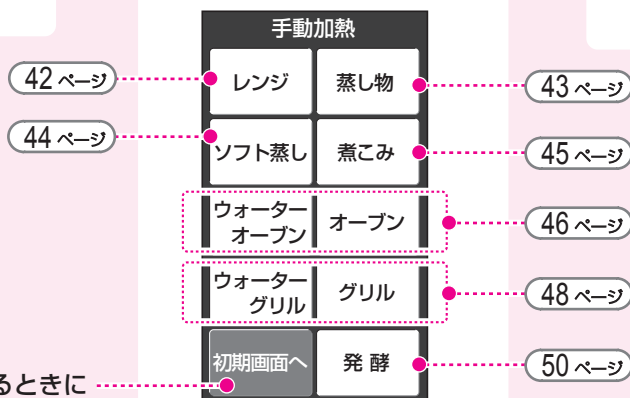 手動加熱
42 ページ
レンジ
蒸し物
43 ページ
44 ページ
ソフト蒸し
煮こみ
45 ページ
ウォーター
オーブン
オーブン
46 ページ
ウォーター
グリル
グリル
48 ページ
初期画面へ
発 酵
50 ページ
るときに